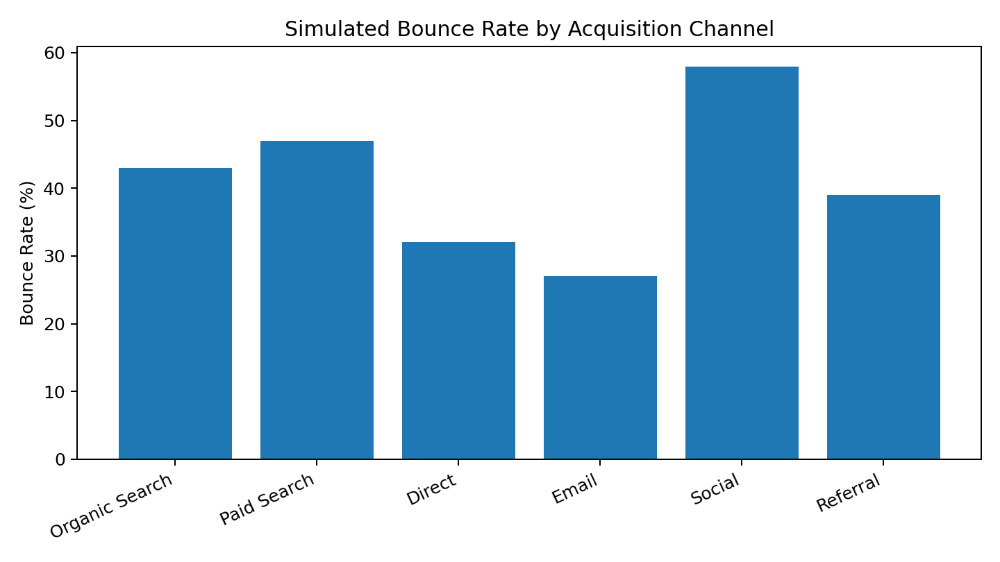 Simulated Bounce Rate by Acquisition Channel
60
50
40
30
20
10
0
Bounce Rate (%)
Organic Search
Paid Search
Direct
Email
Social
Referral